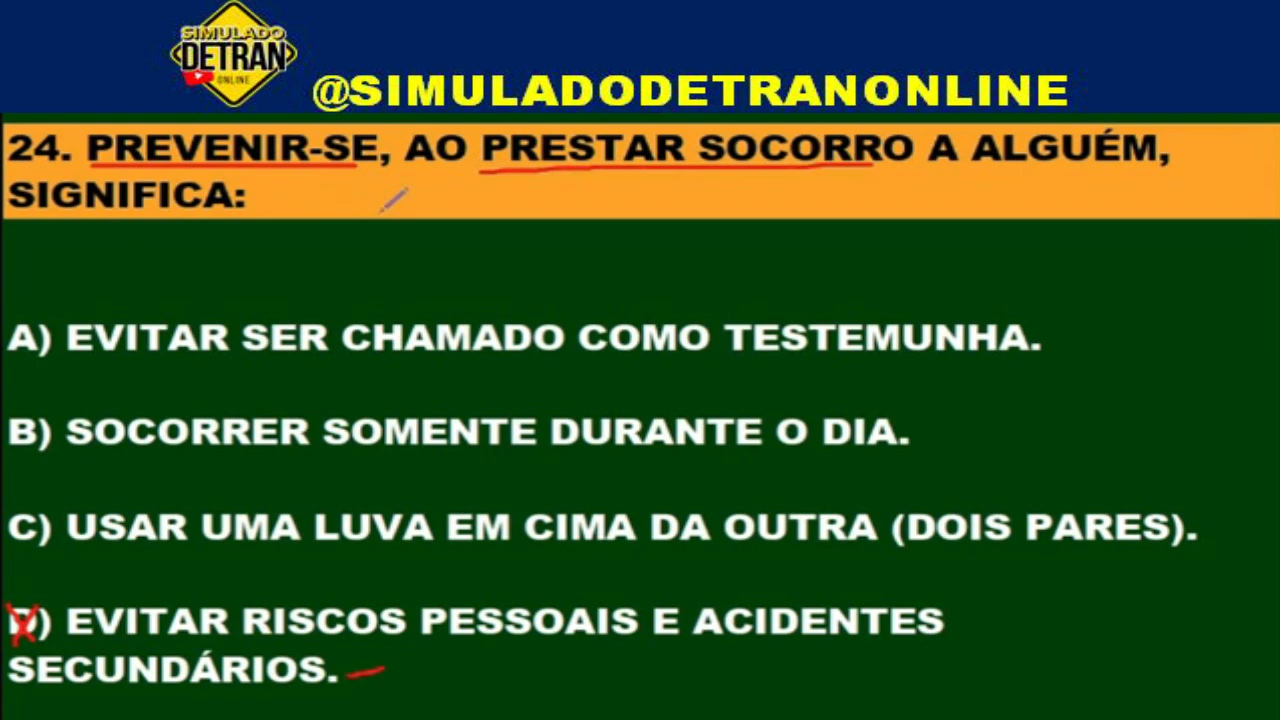 SIMULADO
DETRAN
ONLINE
@SIMULADODETRANONLINE
24. PREVENIR-SE, AO PRESTAR SOCORRO A ALGUÉM,
SIGNIFICA:
A) EVITAR SER CHAMADO COMO TESTEMUNHA.
B) SOCORRER SOMENTE DURANTE O DIA.
C) USAR UMA LUVA EM CIMA DA OUTRA (DOIS PARES).
D) EVITAR RISCOS PESSOAIS E ACIDENTES
SECUNDÁRIOS.